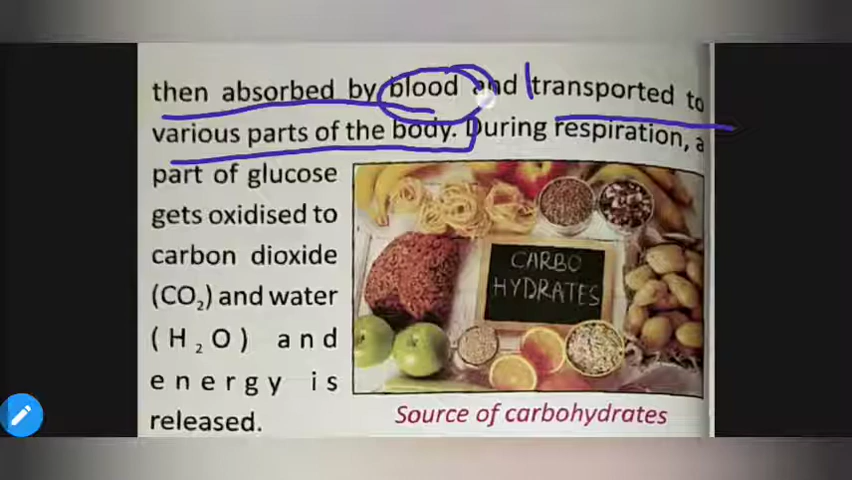 then absorbed by blood and transported to
various parts of the body. During respiration, a
part of glucose
gets oxidised to
carbon dioxide
(CO₂) and water
(H₂O) and
energy is
released.
CARBO
HYDRATES
Source of carbohydrates